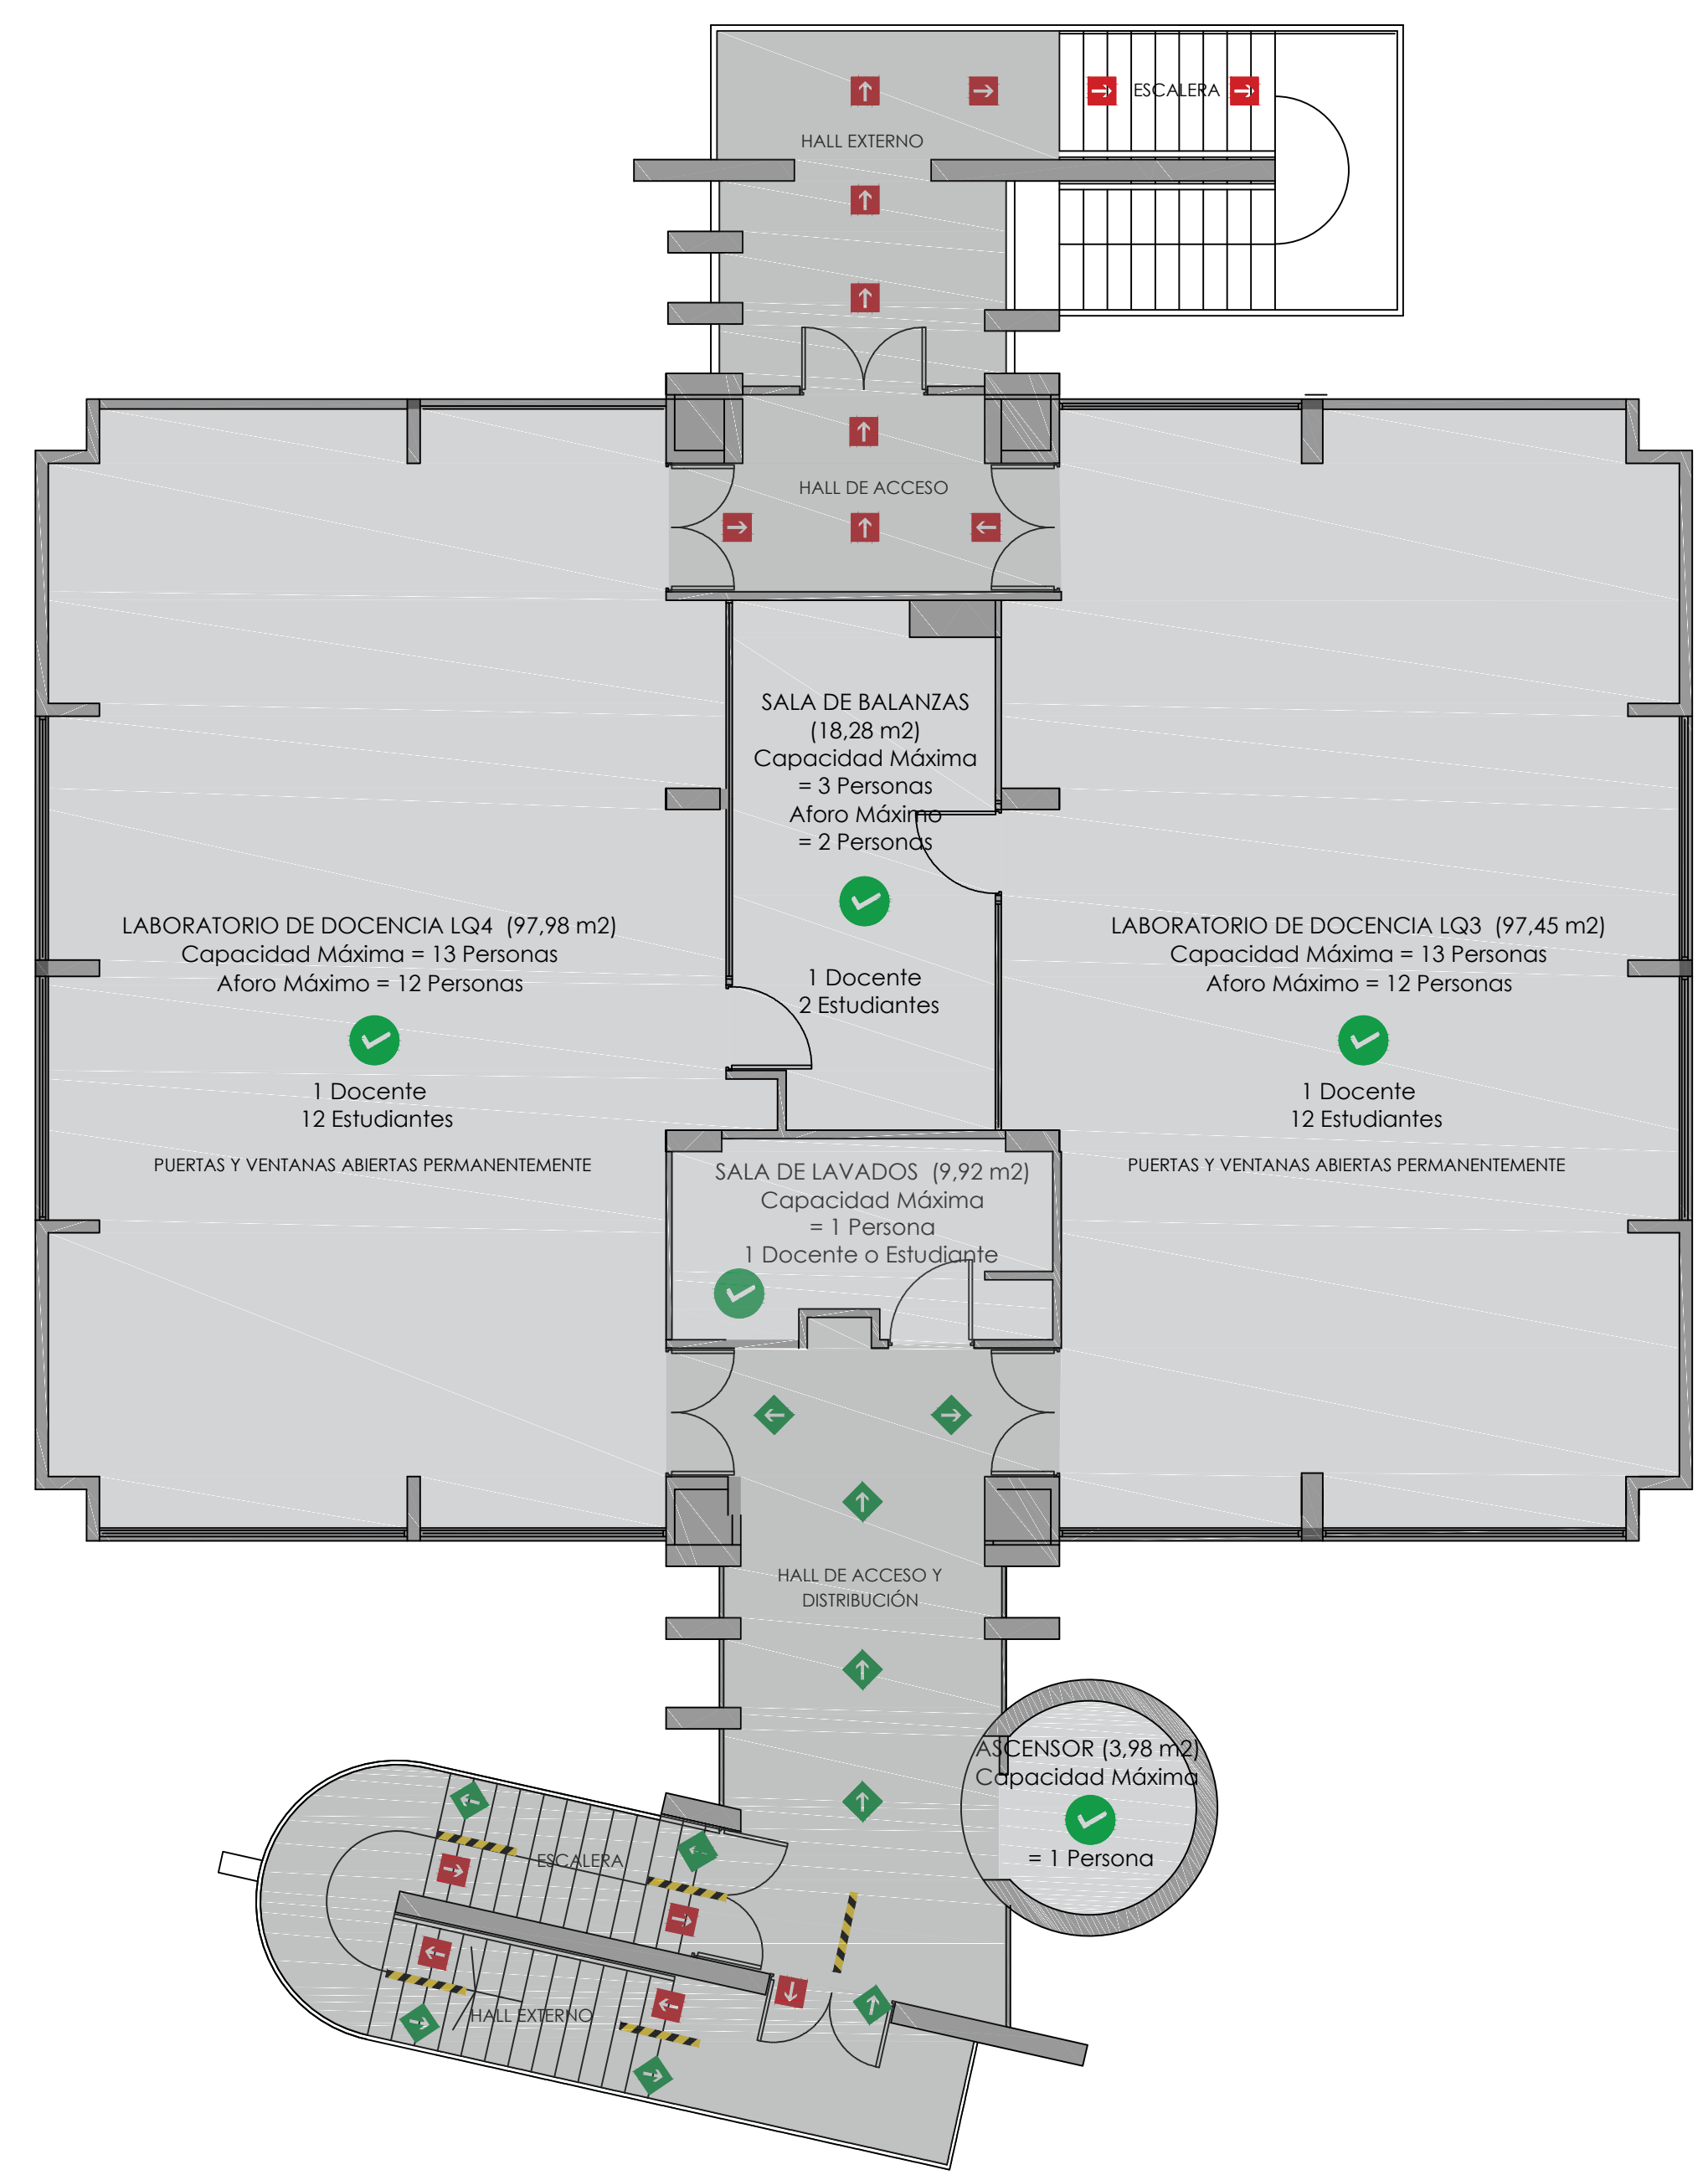 ESCALERA
HALL EXTERNO
HALL DE ACCESO
SALA DE BALANZAS
(18,28 m2)
Capacidad Máxima
= 3 Personas
Aforo Máximo
= 2 Personas
1 Docente
2 Estudiantes
LABORATORIO DE DOCENCIA LQ4 (97,98 m2)
Capacidad Máxima = 13 Personas
Aforo Máximo = 12 Personas
1 Docente
12 Estudiantes
PUERTAS Y VENTANAS ABIERTAS PERMANENTEMENTE
LABORATORIO DE DOCENCIA LQ3 (97,45 m2)
Capacidad Máxima = 13 Personas
Aforo Máximo = 12 Personas
1 Docente
12 Estudiantes
PUERTAS Y VENTANAS ABIERTAS PERMANENTEMENTE
SALA DE LAVADOS (9,92 m2)
Capacidad Máxima
= 1 Persona
1 Docente o Estudiante
HALL DE ACCESO Y
DISTRIBUCIÓN
ASCENSOR (3,98 m2)
Capacidad Máxima
= 1 Persona
ESCALERA
HALL EXTERNO